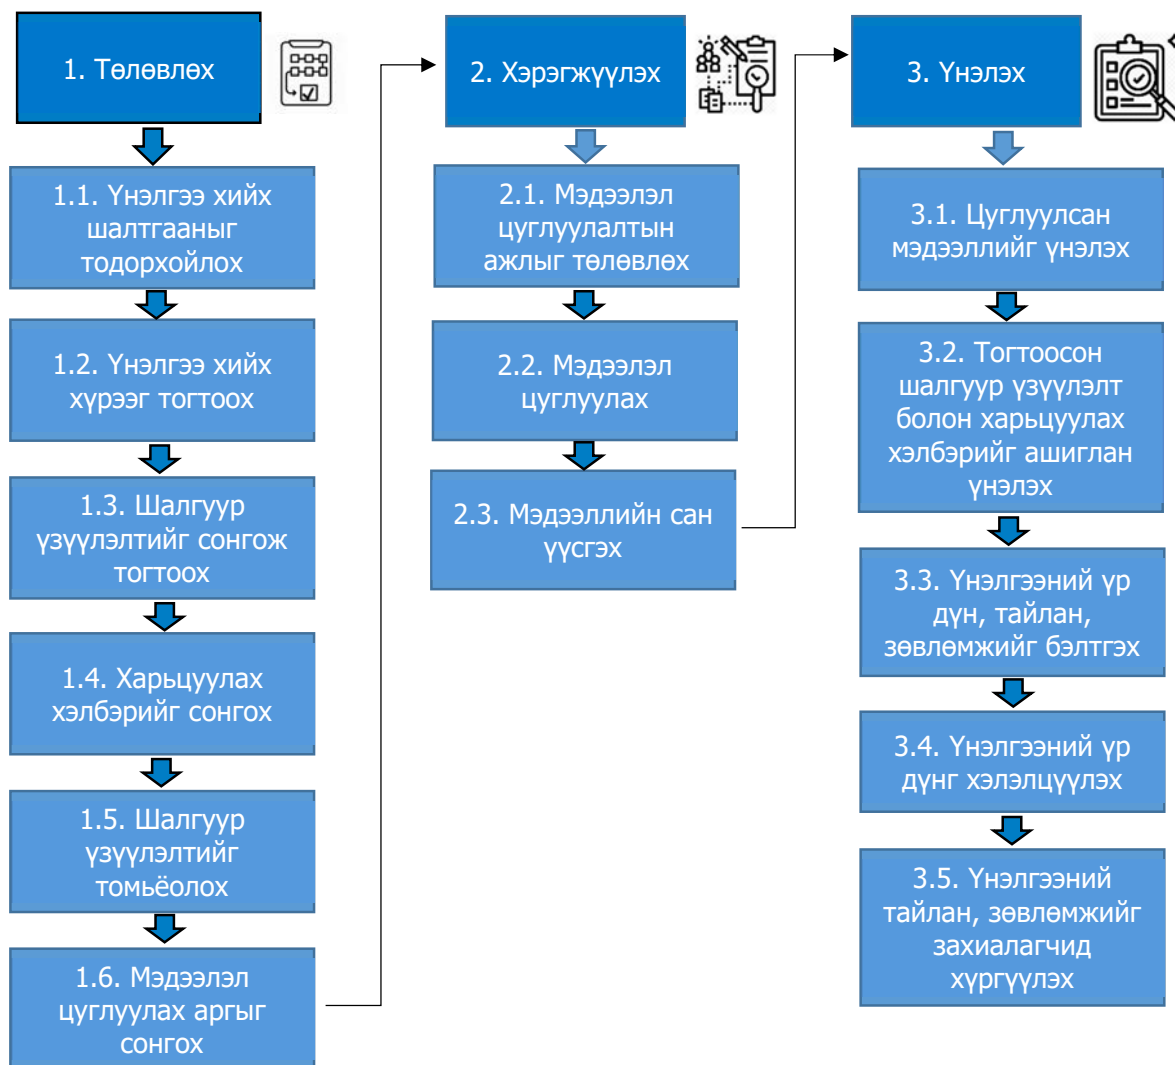 1. Төлөвлөх
1.1. Үнэлгээ хийх
шалтгааныг
тодорхойлох
1.2. Үнэлгээ хийх
хүрээг тогтоох
1.3. Шалгуур
үзүүлэлтийг сонгож
тогтоох
1.4. Харьцуулах
хэлбэрийг сонгох
1.5. Шалгуур
үзүүлэлтийг
томьёолох
1.6. Мэдээлэл
цуглуулах аргыг
сонгох
2. Хэрэгжүүлэх
2.1. Мэдээлэл
цуглуулалтын
ажлыг төлөвлөх
2.2. Мэдээлэл
цуглуулах
2.3. Мэдээллийн сан
үүсгэх
3. Үнэлэх
3.1. Цуглуулсан
мэдээллийг үнэлэх
3.2. Тогтоосон
шалгуур үзүүлэлт
болон харьцуулах
хэлбэрийг ашиглан
үнэлэх
3.3. Үнэлгээний үр
дүн, тайлан,
зөвлөмжийг бэлтгэх
3.4. Үнэлгээний үр
дүнг хэлэлцүүлэх
3.5. Үнэлгээний
тайлан, зөвлөмжийг
захиалагчид
хүргүүлэх